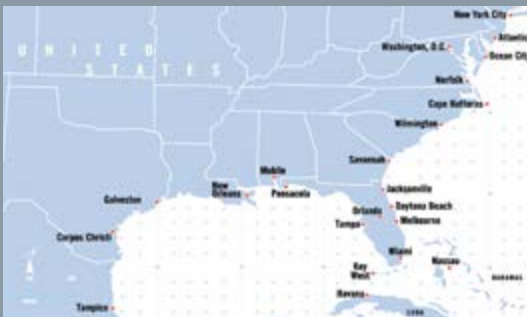 New York City
Atlantic
Washington, D.C.
Ocean City
UNITED
STATES
Norfolk
Cape Hatteras
Wilmington
Savannah
Mobile
New
Orleans
Pensacola
Jacksonville
Galveston
Daytona Beach
Orlando
Tampa
Melbourne
Corpus Christi
Miami
Nassau
Key
West
BAHAMAS
Havana
Tampico
CUBA